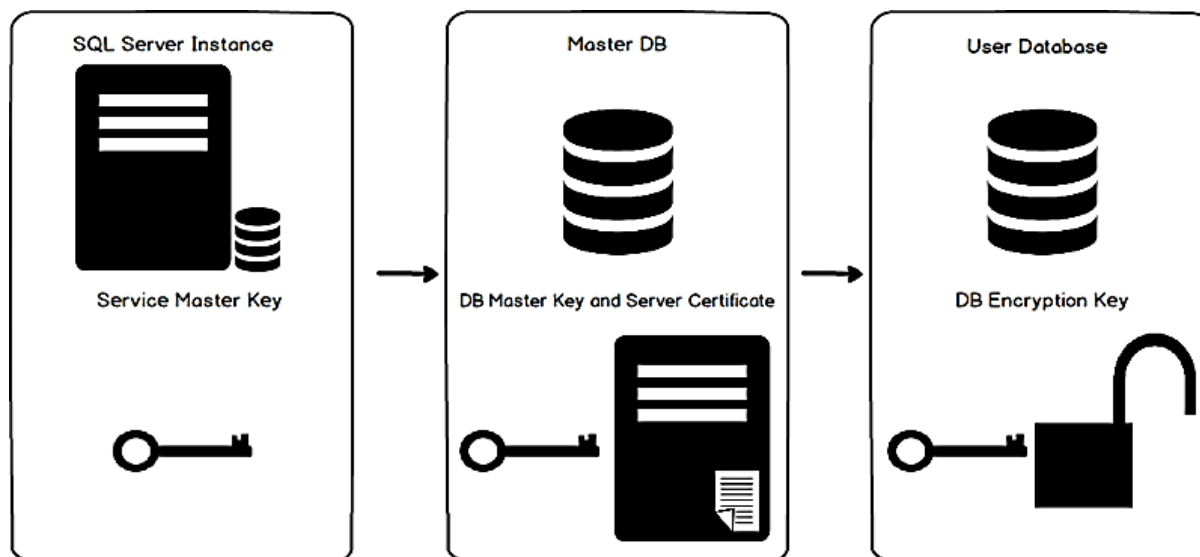 SQL Server Instance
Service Master Key
Master DB
DB Master Key and Server Certificate
User Database
DB Encryption Key